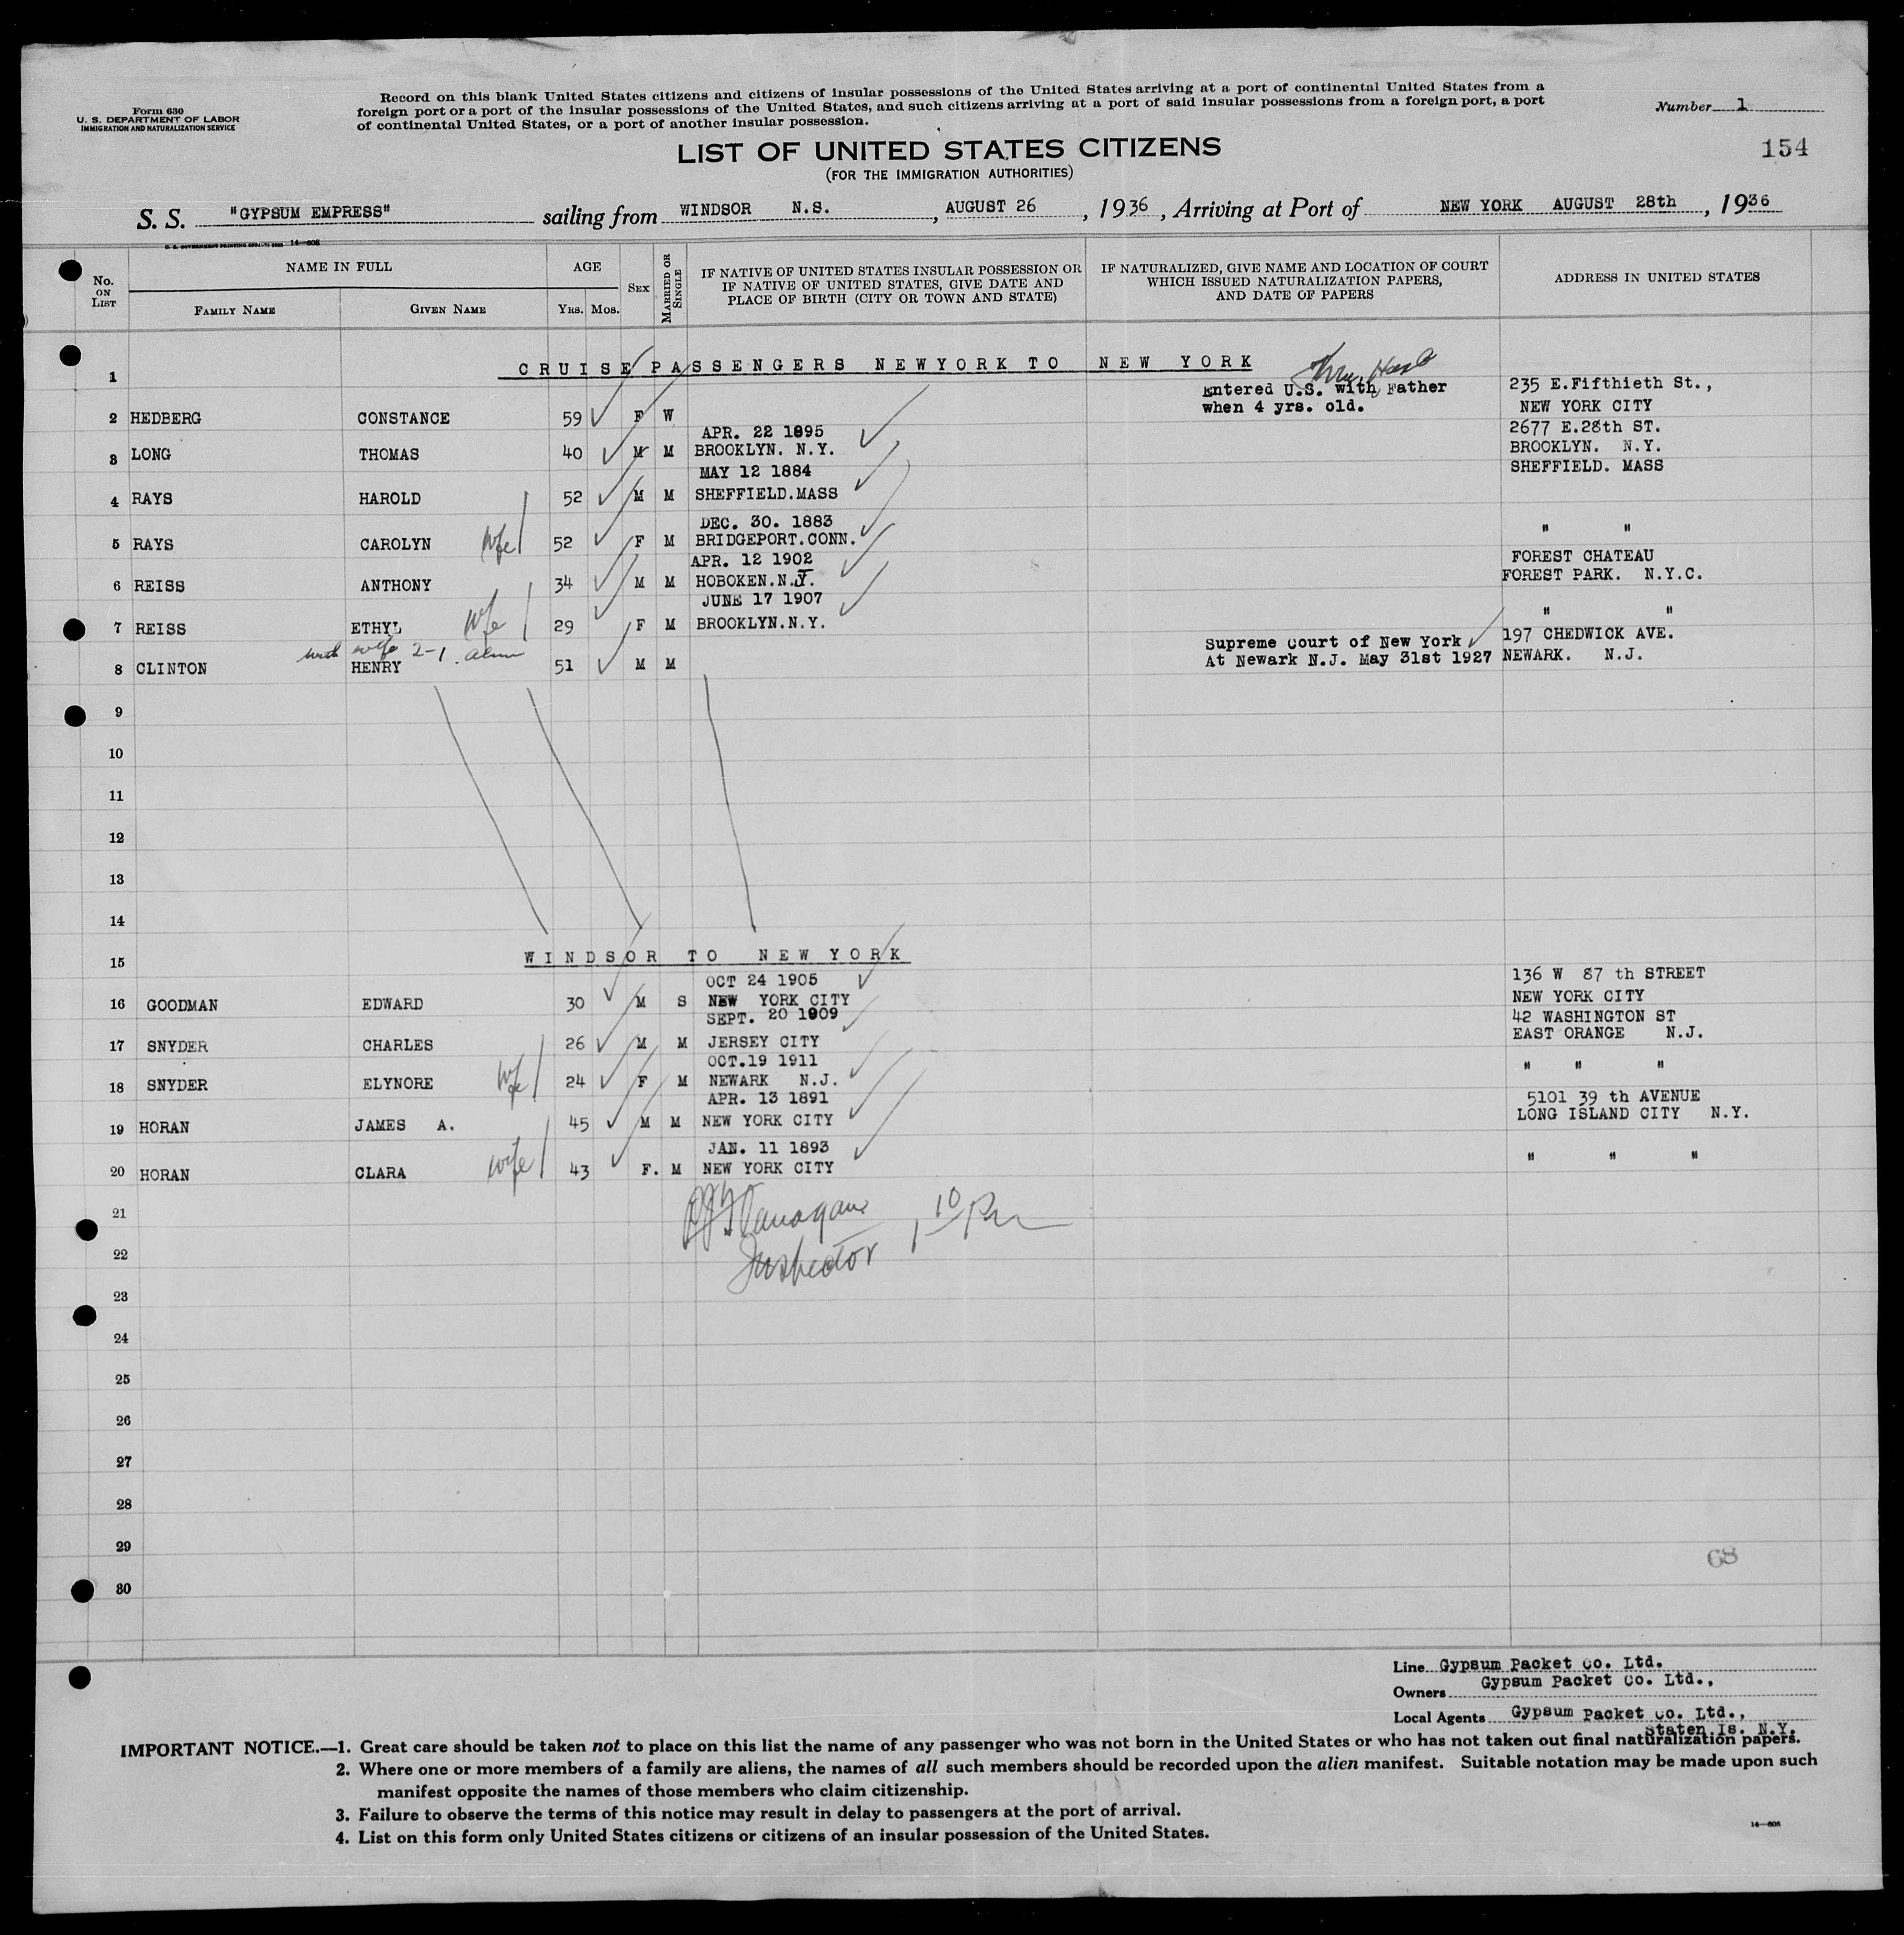 Form 630
U. S. DEPARTMENT OF LABOR
IMMIGRATION AND NATURALIZATION SERVICE
Record on this blank United States citizens and citizens of insular possessions of the United States arriving at a port of continental United States from a
foreign port or a port of the insular possessions of the United States, and such citizens arriving at a port of said insular possessions from a foreign port, a port
of continental United States, or a port of another insular possession.
Number 1
154
LIST OF UNITED STATES CITIZENS
(FOR THE IMMIGRATION AUTHORITIES)
S. S. "GYPSUM EMPRESS" sailing from WINDSOR N.S. , AUGUST 26 , 1936 , Arriving at Port of NEW YORK AUGUST 28th , 1936
14—608
No. ON LIST
NAME IN FULL
FAMILY NAME
GIVEN NAME
AGE
YRS. MOS.
SEX
MARRIED OR SINGLE
IF NATIVE OF UNITED STATES INSULAR POSSESSION OR
IF NATIVE OF UNITED STATES, GIVE DATE AND
PLACE OF BIRTH (CITY OR TOWN AND STATE)
IF NATURALIZED, GIVE NAME AND LOCATION OF COURT
WHICH ISSUED NATURALIZATION PAPERS,
AND DATE OF PAPERS
ADDRESS IN UNITED STATES
1 CRUISE PASSENGERS NEWYORK TO NEW YORK
Entered U.S. with Father
when 4 yrs. old.
235 E.Fifthieth St.,
NEW YORK CITY
2 HEDBERG CONSTANCE 59 F W
APR. 22 1895
2677 E.28th ST.
3 LONG THOMAS 40 M M BROOKLYN. N.Y. BROOKLYN. N.Y.
MAY 12 1884
SHEFFIELD. MASS
4 RAYS HAROLD 52 M M SHEFFIELD.MASS
DEC. 30. 1883
" "
5 RAYS CAROLYN wife 52 F M BRIDGEPORT.CONN.
APR. 12 1902
FOREST CHATEAU
6 REISS ANTHONY 34 M M HOBOKEN.N.J. FOREST PARK. N.Y.C.
JUNE 17 1907
" "
7 REISS ETHYL wife 29 F M BROOKLYN.N.Y.
with wife 2-1 alien
Supreme Court of New York
197 CHEDWICK AVE.
8 CLINTON HENRY 51 M M At Newark N.J. May 31st 1927 NEWARK. N.J.
9
10
11
12
13
14
15 WINDSOR TO NEW YORK
OCT 24 1905
136 W 87 th STREET
16 GOODMAN EDWARD 30 M S NEW YORK CITY NEW YORK CITY
SEPT. 20 1909
42 WASHINGTON ST
17 SNYDER CHARLES 26 M M JERSEY CITY EAST ORANGE N.J.
OCT.19 1911
" " "
18 SNYDER ELYNORE wife 24 F M NEWARK N.J.
APR. 13 1891
5101 39 th AVENUE
19 HORAN JAMES A. 45 M M NEW YORK CITY LONG ISLAND CITY N.Y.
JAN. 11 1893
" " "
20 HORAN CLARA wife 43 F. M NEW YORK CITY
21
Flanagan
22
Inspector
23
24
25
26
27
28
29
68
30
Line Gypsum Packet Co. Ltd.
Owners Gypsum Packet Co. Ltd.,
Local Agents Gypsum Packet Co. Ltd.,
Staten Is. N.Y.
IMPORTANT NOTICE.—1. Great care should be taken not to place on this list the name of any passenger who was not born in the United States or who has not taken out final naturalization papers.
2. Where one or more members of a family are aliens, the names of all such members should be recorded upon the alien manifest. Suitable notation may be made upon such
manifest opposite the names of those members who claim citizenship.
3. Failure to observe the terms of this notice may result in delay to passengers at the port of arrival.
4. List on this form only United States citizens or citizens of an insular possession of the United States.
14—608